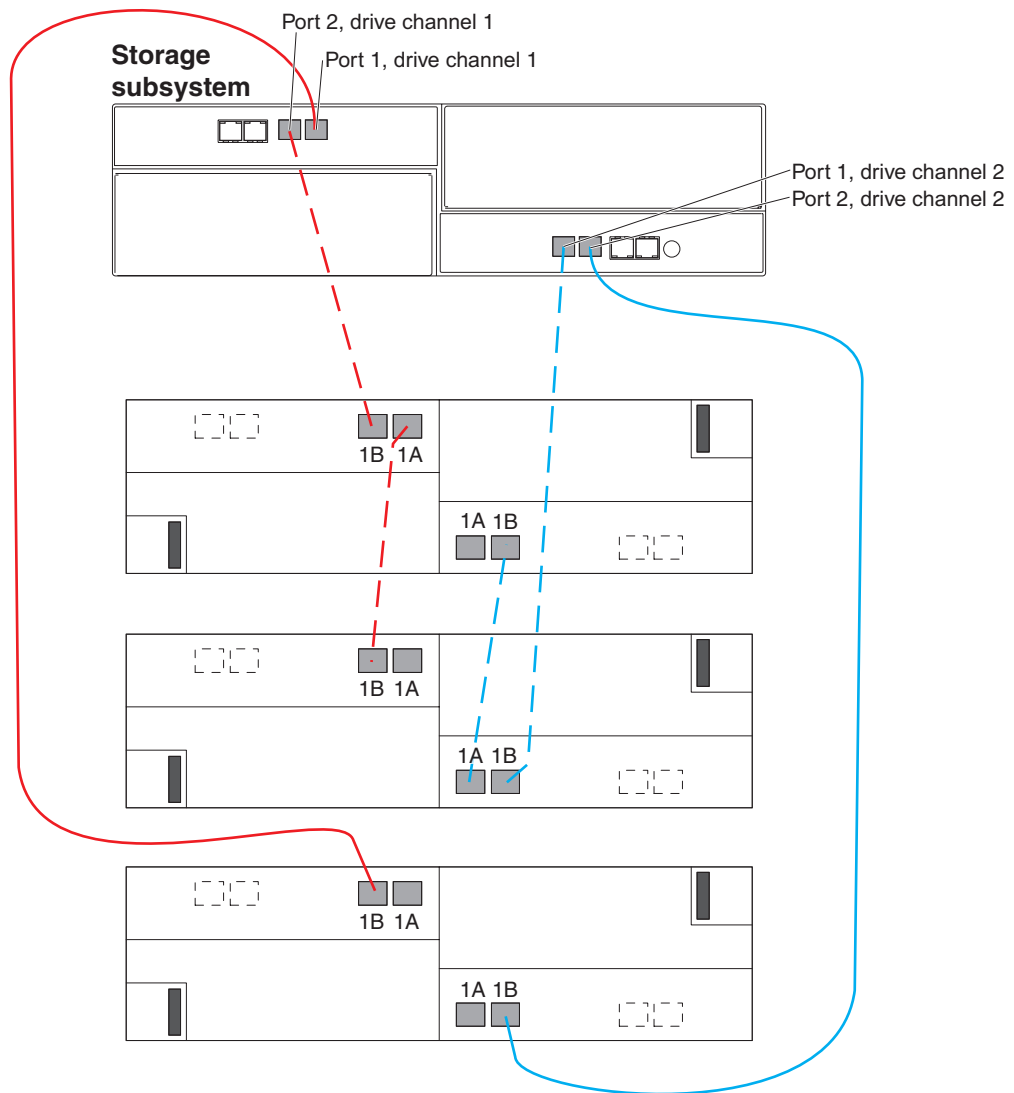 Port 2, drive channel 1
Storage
subsystem
Port 1, drive channel 1
Port 1, drive channel 2
Port 2, drive channel 2
1B 1A
1A 1B
1B 1A
1A 1B
1B 1A
1A 1B